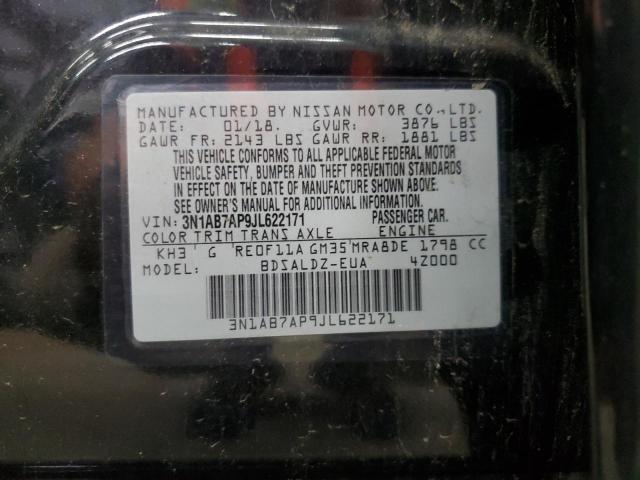 MANUFACTURED BY NISSAN MOTOR CO.,LTD.
DATE: 01/18. GVWR: 3876 LBS
GAWR FR: 2143 LBS GAWR RR: 1881 LBS
THIS VEHICLE CONFORMS TO ALL APPLICABLE FEDERAL MOTOR
VEHICLE SAFETY, BUMPER AND THEFT PREVENTION STANDARDS
IN EFFECT ON THE DATE OF MANUFACTURE SHOWN ABOVE.
SEE OWNER'S MANUAL FOR ADDITIONAL INFORMATION.
VIN: 3N1AB7AP9JL622171 PASSENGER CAR.
COLOR TRIM TRANS AXLE ENGINE
KH3 G RE0F11A GM35 MRA8DE 1798 CC
MODEL: BDSALDZ-EUA 4Z000
3N1AB7AP9JL622171